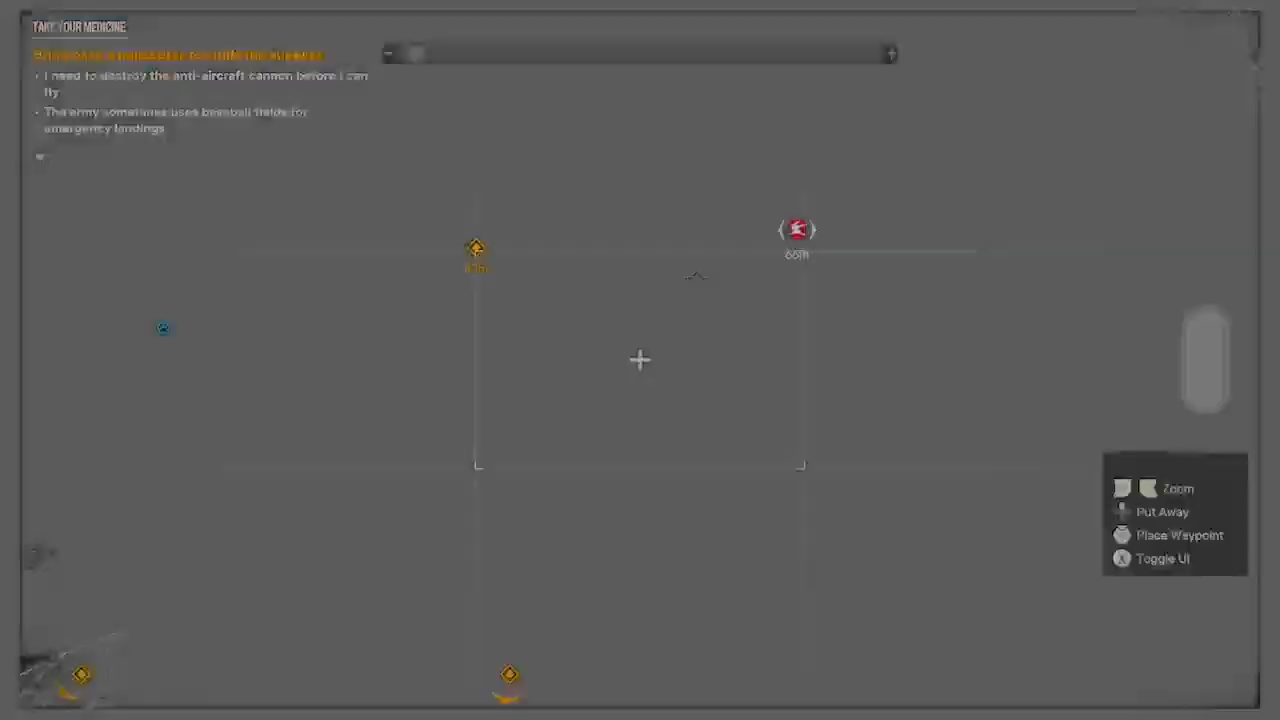 TAKE YOUR MEDICINE
I need to destroy the anti-aircraft cannon before I can
fly
The army sometimes uses baseball fields for
emergency landings
66m
Zoom
Put Away
Place Waypoint
X Toggle UI